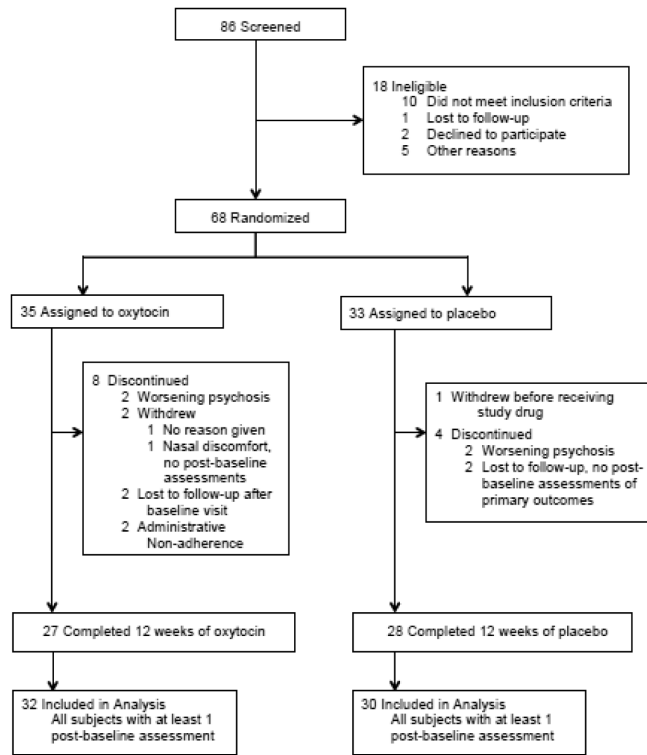 86 Screened
18 Ineligible
10 Did not meet inclusion criteria
1 Lost to follow-up
2 Declined to participate
5 Other reasons
68 Randomized
35 Assigned to oxytocin
33 Assigned to placebo
8 Discontinued
2 Worsening psychosis
2 Withdrew
1 No reason given
1 Nasal discomfort,
no post-baseline
assessments
2 Lost to follow-up after
baseline visit
2 Administrative
Non-adherence
1 Withdrew before receiving
study drug
4 Discontinued
2 Worsening psychosis
2 Lost to follow-up, no post-
baseline assessments of
primary outcomes
27 Completed 12 weeks of oxytocin
28 Completed 12 weeks of placebo
32 Included in Analysis
All subjects with at least 1
post-baseline assessment
30 Included in Analysis
All subjects with at least 1
post-baseline assessment